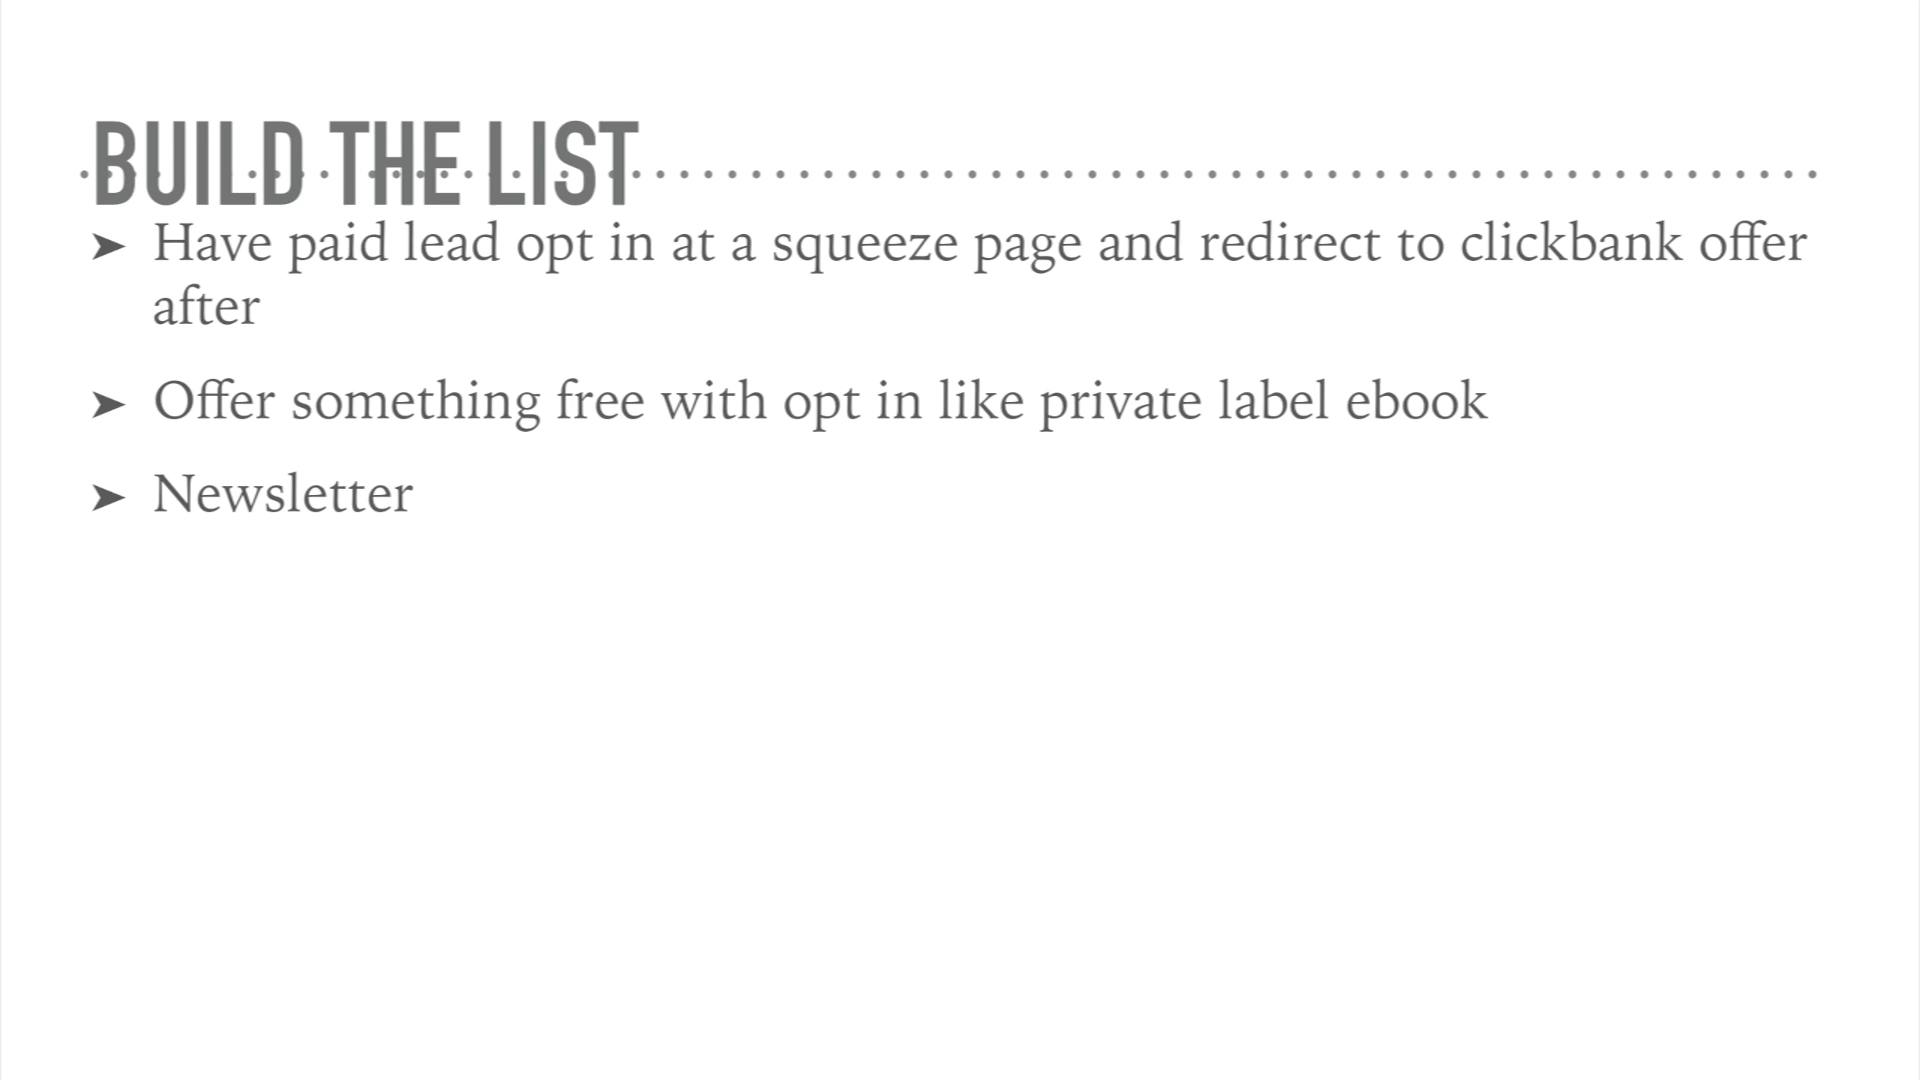 BUILD THE LIST
➤ Have paid lead opt in at a squeeze page and redirect to clickbank offer
after
➤ Offer something free with opt in like private label ebook
➤ Newsletter